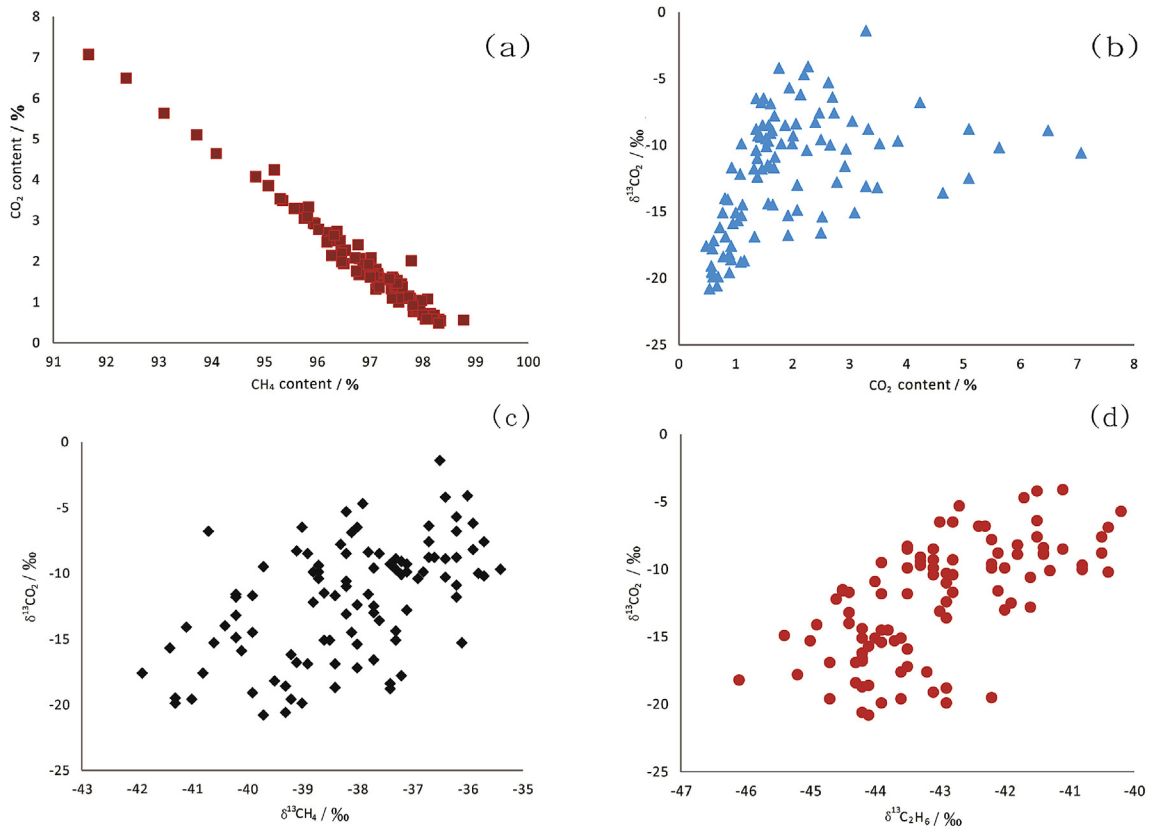 (a)
CO₂ content / %
8
7
6
5
4
3
2
1
0
91 93 93 94 95 96 97 98 99 100
CH₄ content / %
(b)
δ¹³CO₂ / ‰
0
-5
-10
-15
-20
-25
0 1 2 3 4 5 6 7 8
CO₂ content / %
(c)
δ¹³CO₂ / ‰
0
-5
-10
-15
-20
-25
-43 -42 -41 -40 -39 -38 -37 -36 -35
δ¹³CH₄ / ‰
(d)
δ¹³CO₂ / ‰
0
-5
-10
-15
-20
-25
-47 -46 -45 -44 -43 -42 -41 -40
δ¹³C₂H₆ / ‰